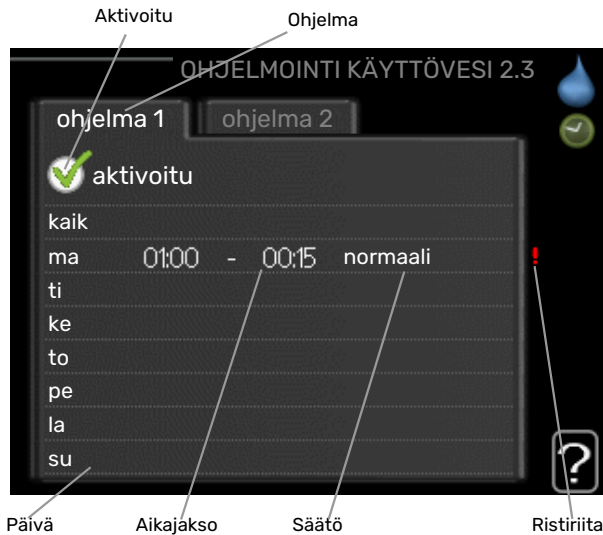 Aktivoitu
Ohjelma
OHJELMOINTI KÄYTTÖVESI 2.3
ohjelma 1
ohjelma 2
aktivoitu
kaik
ma 01:00 - 00:15 normaali !
ti
ke
to
pe
la
su
?
Päivä Aikajakso Säätö Ristiriita